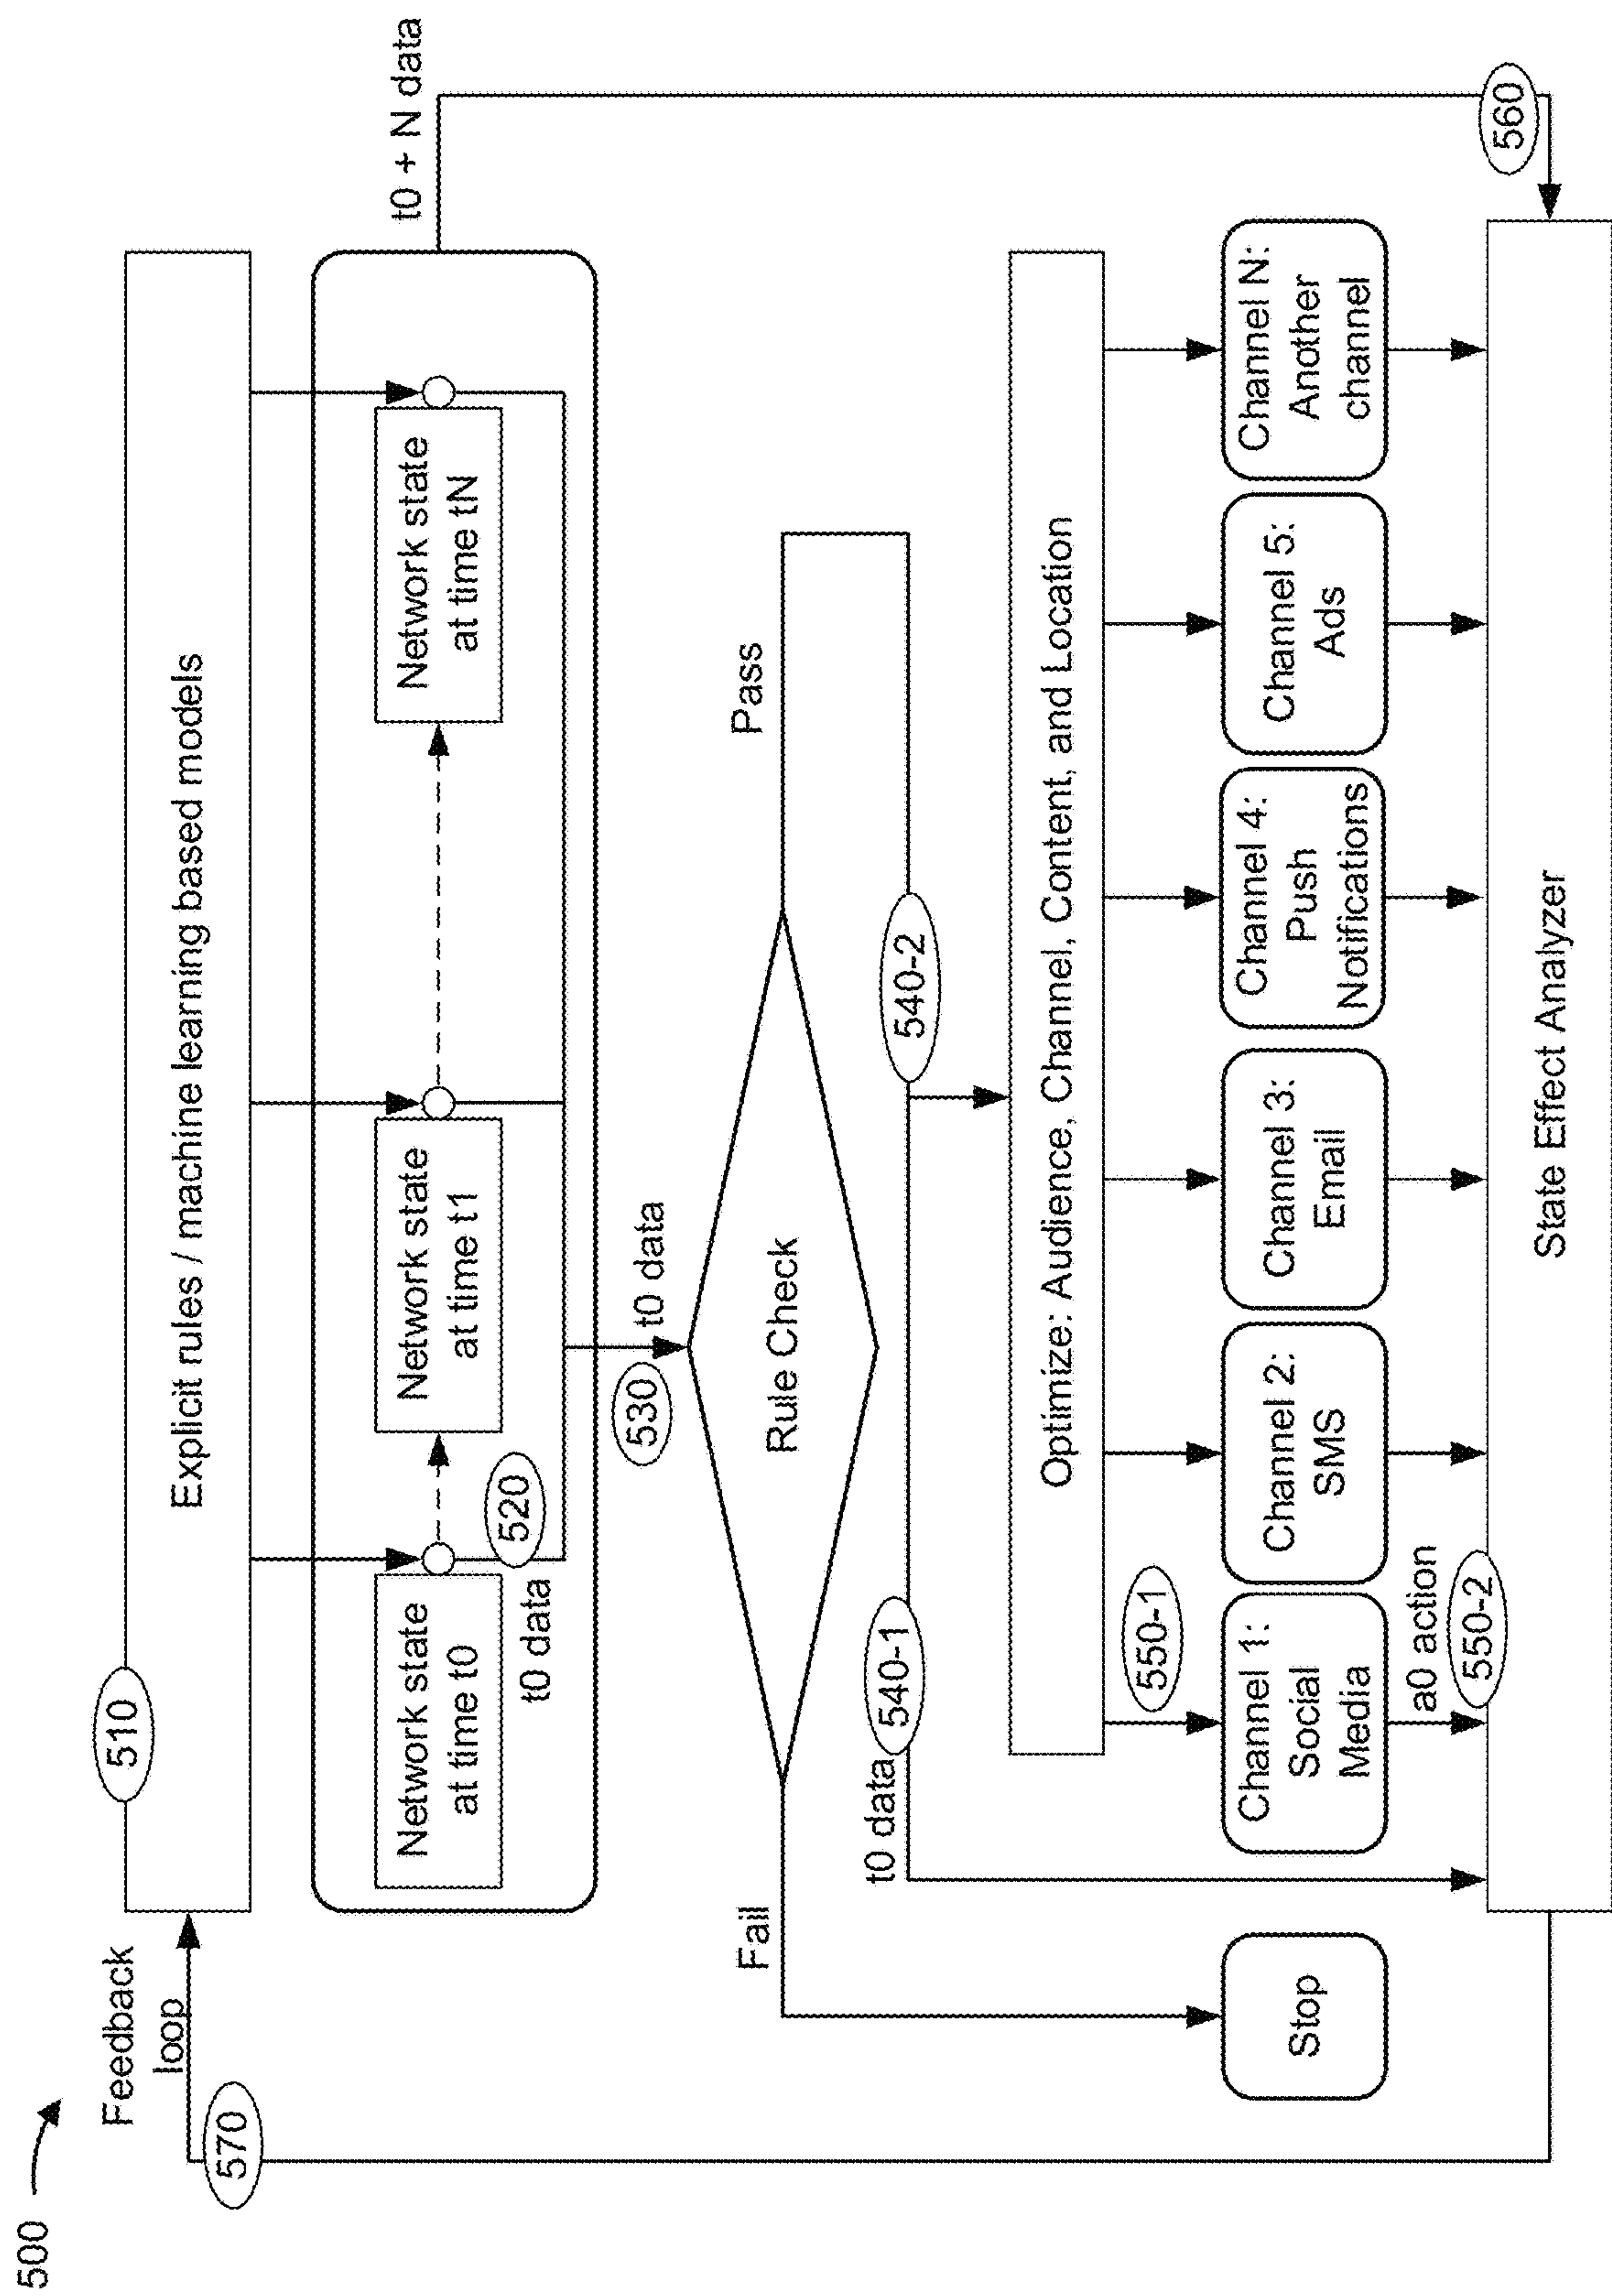 500
Feedback
loop
570
510
Explicit rules / machine learning based models
t0 + N data
Network state
at time t0
Network state
at time t1
Network state
at time tN
520
t0 data
530
t0 data
Rule Check
Fail
Pass
t0 data
540-1
540-2
Optimize: Audience, Channel, Content, and Location
550-1
Stop
Channel 1:
Social
Media
Channel 2:
SMS
Channel 3:
Email
Channel 4:
Push
Notifications
Channel 5:
Ads
Channel N:
Another
channel
a0 action
550-2
560
State Effect Analyzer